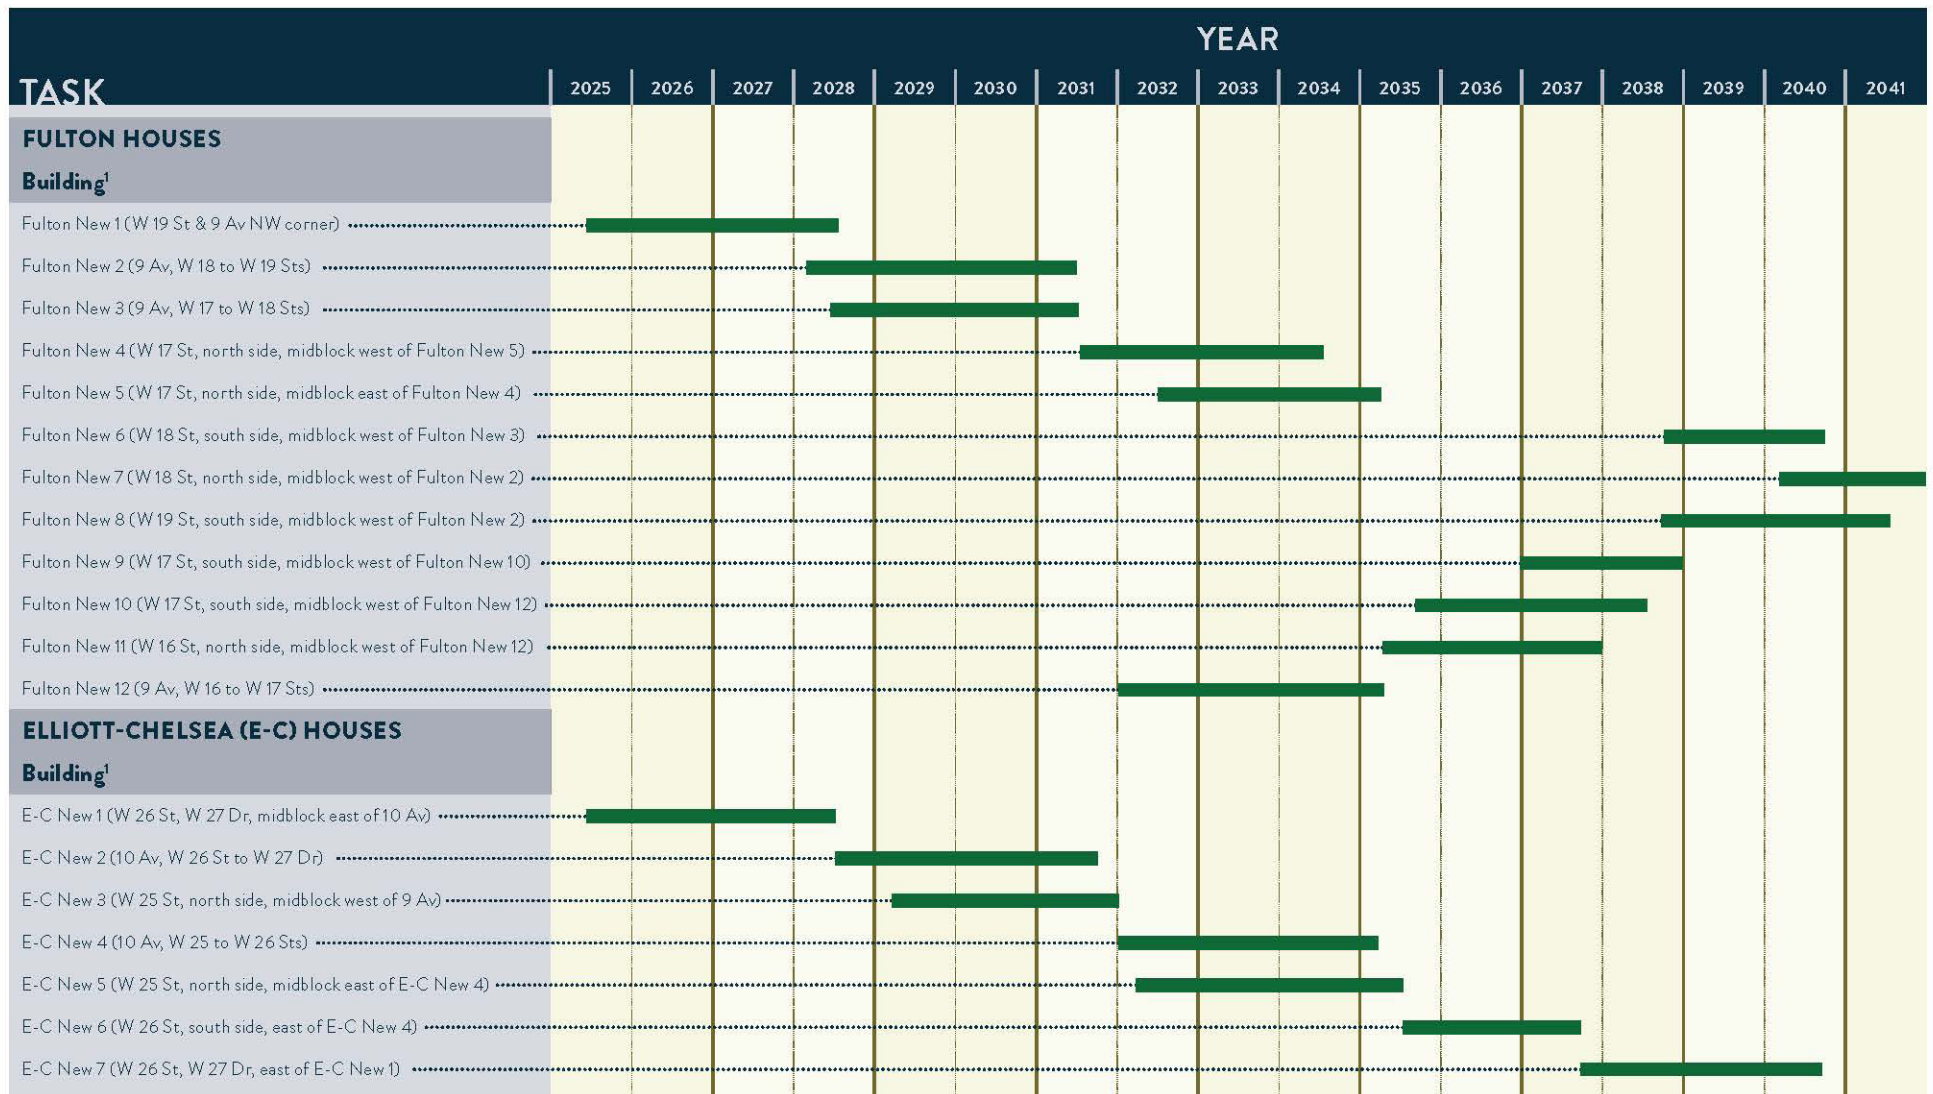 YEAR
TASK 2025 2026 2027 2028 2029 2030 2031 2032 2033 2034 2035 2036 2037 2038 2039 2040 2041
FULTON HOUSES
Building¹
Fulton New 1 (W 19 St & 9 Av NW corner)
Fulton New 2 (9 Av, W 18 to W 19 Sts)
Fulton New 3 (9 Av, W 17 to W 18 Sts)
Fulton New 4 (W 17 St, north side, midblock west of Fulton New 5)
Fulton New 5 (W 17 St, north side, midblock east of Fulton New 4)
Fulton New 6 (W 18 St, south side, midblock west of Fulton New 3)
Fulton New 7 (W 18 St, north side, midblock west of Fulton New 2)
Fulton New 8 (W 19 St, south side, midblock west of Fulton New 2)
Fulton New 9 (W 17 St, south side, midblock west of Fulton New 10)
Fulton New 10 (W 17 St, south side, midblock west of Fulton New 12)
Fulton New 11 (W 16 St, north side, midblock west of Fulton New 12)
Fulton New 12 (9 Av, W 16 to W 17 Sts)
ELLIOTT-CHELSEA (E-C) HOUSES
Building¹
E-C New 1 (W 26 St, W 27 Dr, midblock east of 10 Av)
E-C New 2 (10 Av, W 26 St to W 27 Dr)
E-C New 3 (W 25 St, north side, midblock west of 9 Av)
E-C New 4 (10 Av, W 25 to W 26 Sts)
E-C New 5 (W 25 St, north side, midblock east of E-C New 4)
E-C New 6 (W 26 St, south side, east of E-C New 4)
E-C New 7 (W 26 St, W 27 Dr, east of E-C New 1)